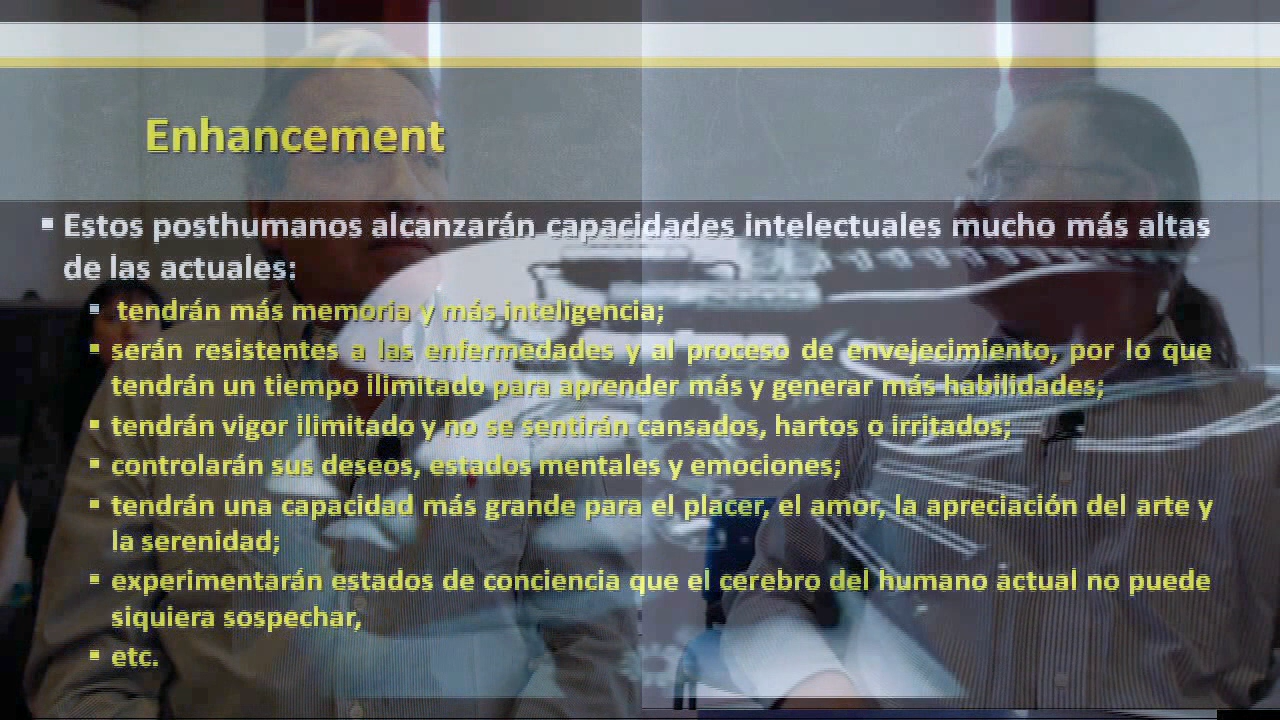 Enhancement
▪ Estos posthumanos alcanzarán capacidades intelectuales mucho más altas
de las actuales:
▪ tendrán más memoria y más inteligencia;
▪ serán resistentes a las enfermedades y al proceso de envejecimiento, por lo que
tendrán un tiempo ilimitado para aprender más y generar más habilidades;
▪ tendrán vigor ilimitado y no se sentirán cansados, hartos o irritados;
▪ controlarán sus deseos, estados mentales y emociones;
▪ tendrán una capacidad más grande para el placer, el amor, la apreciación del arte y
la serenidad;
▪ experimentarán estados de conciencia que el cerebro del humano actual no puede
siquiera sospechar,
▪ etc.